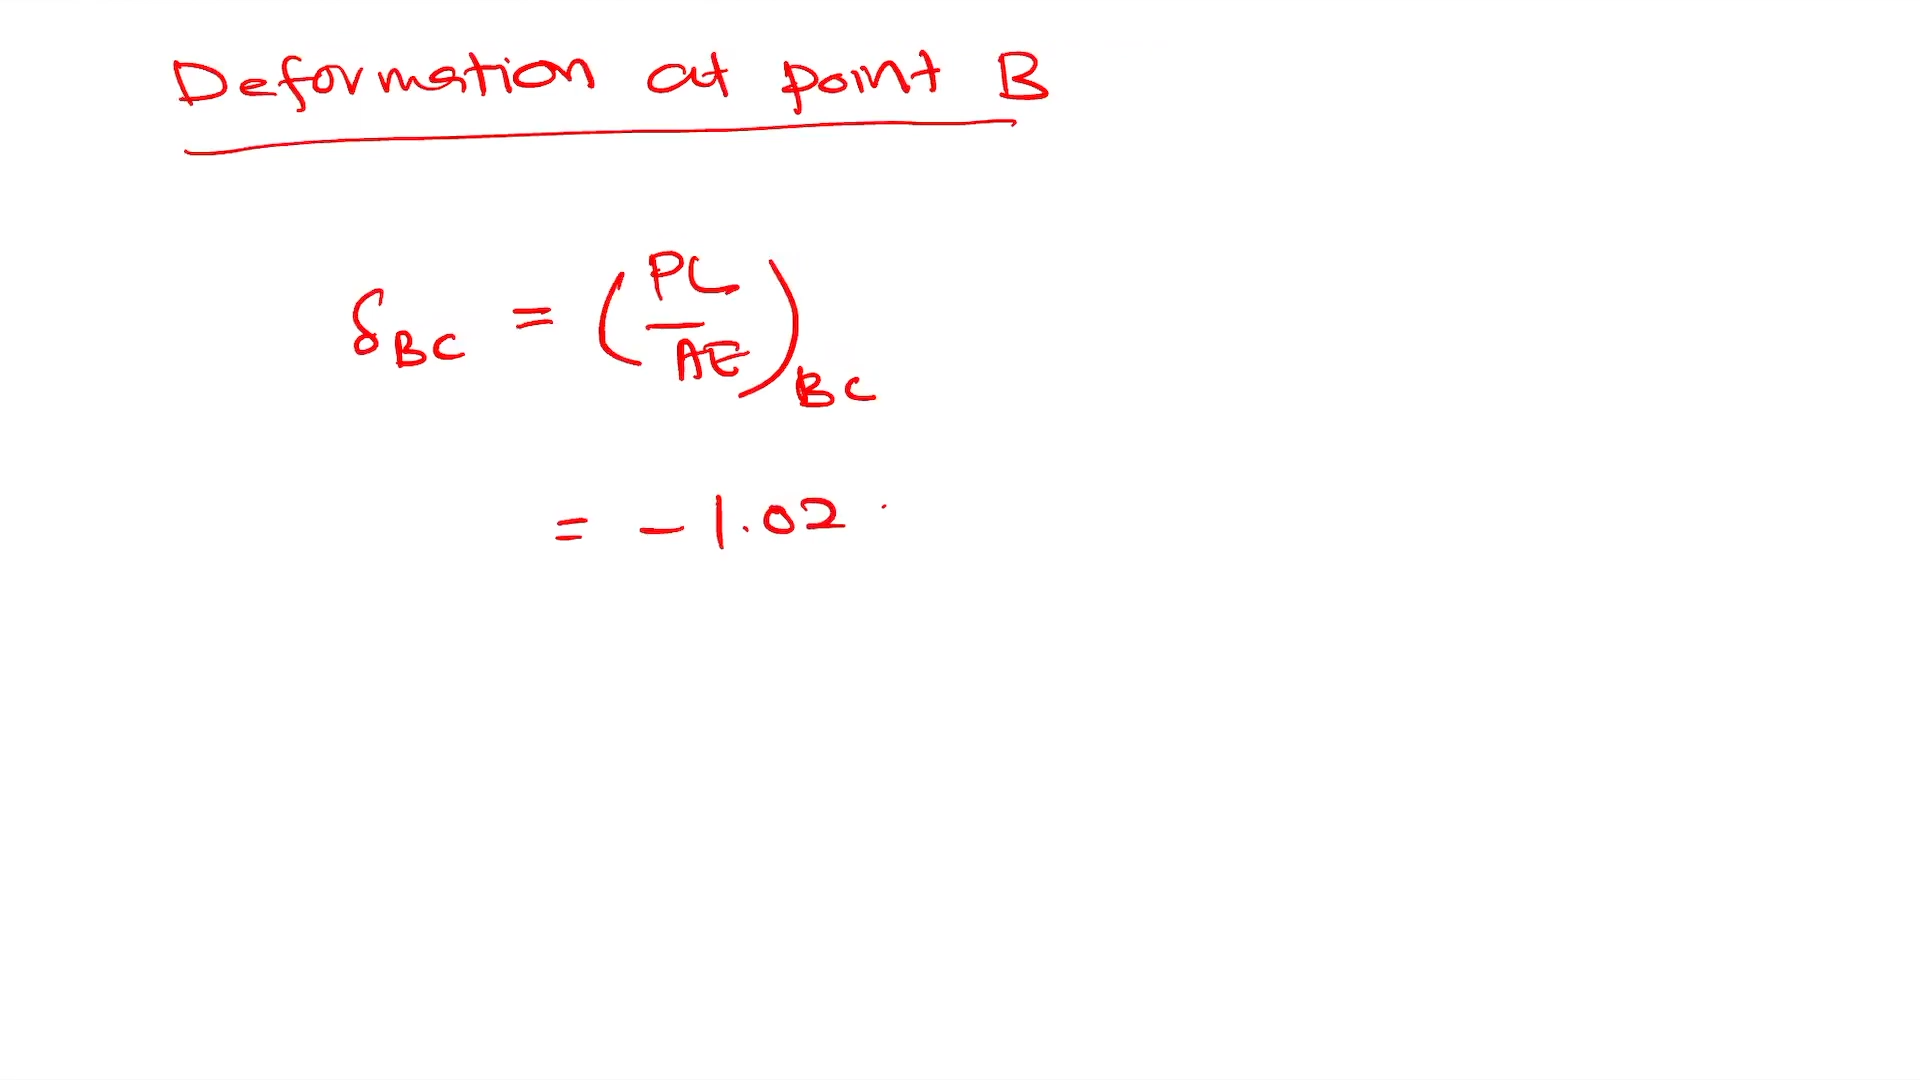 Deformation at point B
δBC = (PL/AE)BC
= -1.02 ·